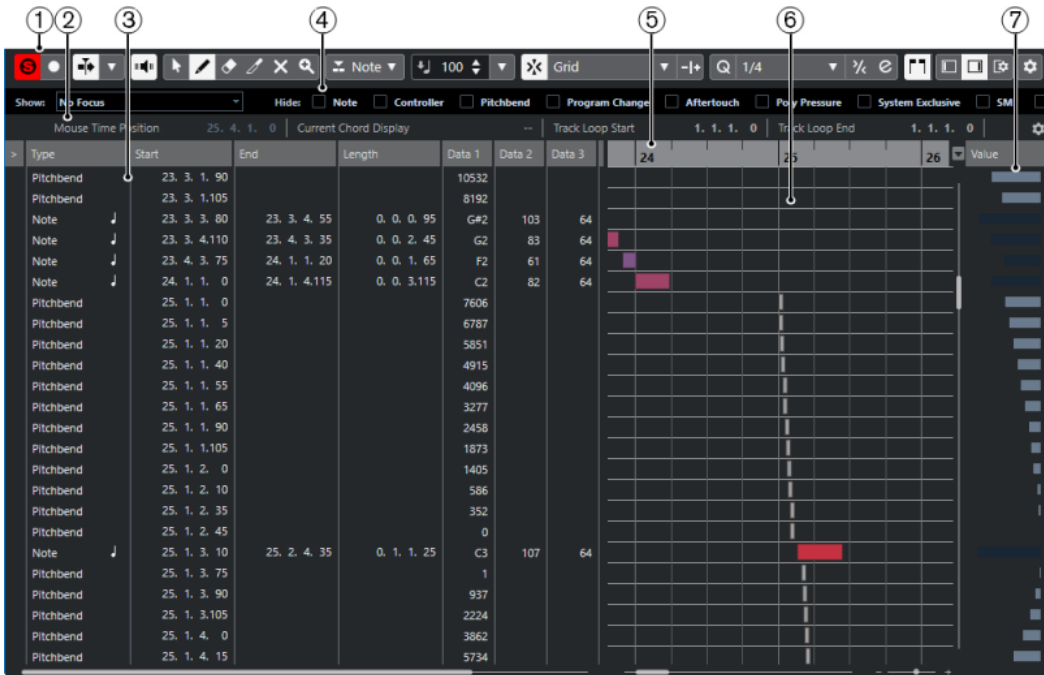 1 2 3 4 5 6 7
S Note 100 Grid Q 1/4
Show: No Focus Hide: Note Controller Pitchbend Program Change Aftertouch Poly Pressure System Exclusive SM
Mouse Time Position 25. 4. 1. 0 Current Chord Display -- Track Loop Start 1. 1. 1. 0 Track Loop End 1. 1. 1. 0
> Type Start End Length Data 1 Data 2 Data 3 24 25 26 Value
Pitchbend 23. 3. 1. 90 10532
Pitchbend 23. 3. 1.105 8192
Note 23. 3. 3. 80 23. 3. 4. 55 0. 0. 0. 95 G#2 103 64
Note 23. 3. 4.110 23. 4. 3. 35 0. 0. 2. 45 G2 83 64
Note 23. 4. 3. 75 24. 1. 1. 20 0. 0. 1. 65 F2 61 64
Note 24. 1. 1. 0 24. 1. 4.115 0. 0. 3.115 C2 82 64
Pitchbend 25. 1. 1. 0 7606
Pitchbend 25. 1. 1. 5 6787
Pitchbend 25. 1. 1. 20 5851
Pitchbend 25. 1. 1. 40 4915
Pitchbend 25. 1. 1. 55 4096
Pitchbend 25. 1. 1. 65 3277
Pitchbend 25. 1. 1. 90 2458
Pitchbend 25. 1. 1.105 1873
Pitchbend 25. 1. 2. 0 1405
Pitchbend 25. 1. 2. 10 586
Pitchbend 25. 1. 2. 35 352
Pitchbend 25. 1. 2. 45 0
Note 25. 1. 3. 10 25. 2. 4. 35 0. 1. 1. 25 C3 107 64
Pitchbend 25. 1. 3. 75 1
Pitchbend 25. 1. 3. 90 937
Pitchbend 25. 1. 3.105 2224
Pitchbend 25. 1. 4. 0 3862
Pitchbend 25. 1. 4. 15 5734